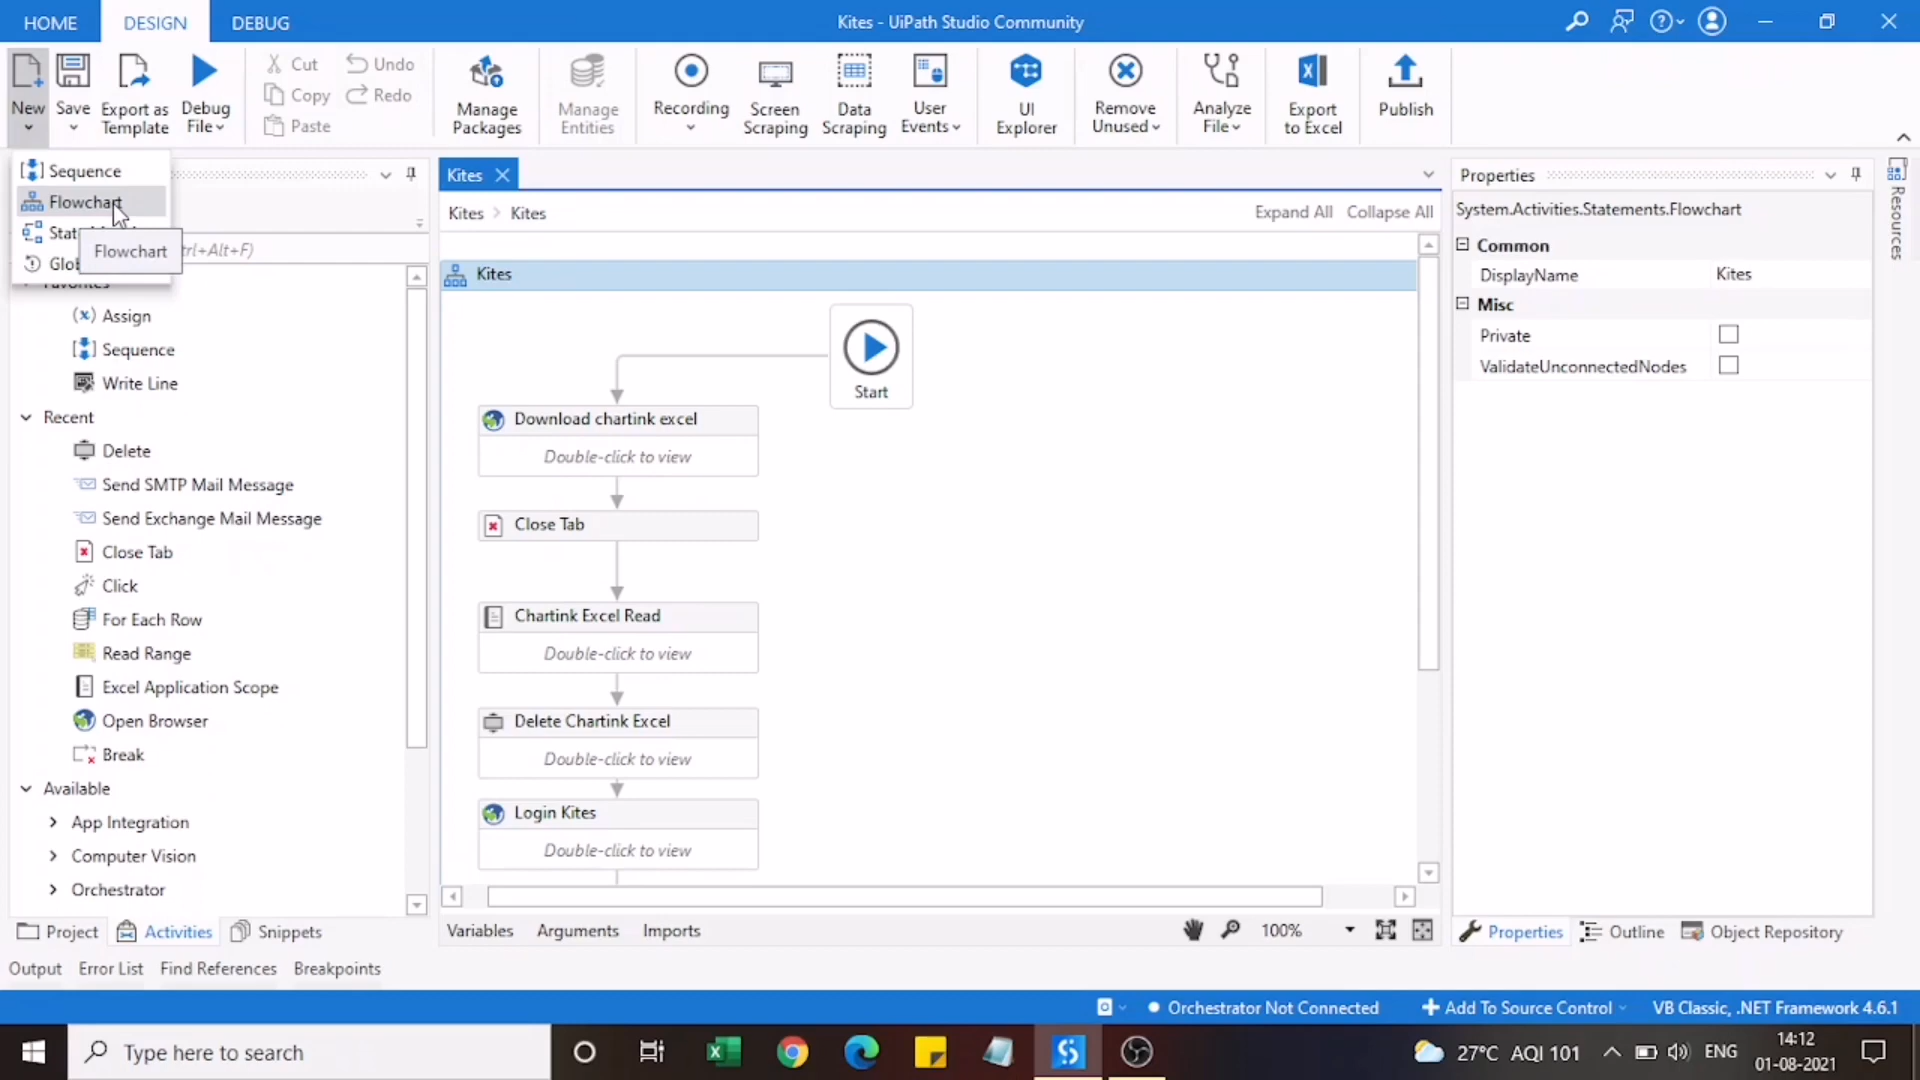 HOME DESIGN DEBUG Kites - UiPath Studio Community
New Save Export as Template Debug File Cut Copy Paste Undo Redo Manage Packages Manage Entities Recording Screen Scraping Data Scraping User Events UI Explorer Remove Unused Analyze File Export to Excel Publish
Sequence
Flowchart
Stat
Glo
Flowchart
trl+Alt+F)
Favorites
Assign
Sequence
Write Line
Recent
Delete
Send SMTP Mail Message
Send Exchange Mail Message
Close Tab
Click
For Each Row
Read Range
Excel Application Scope
Open Browser
Break
Available
App Integration
Computer Vision
Orchestrator
Project Activities Snippets
Kites
Kites > Kites Expand All Collapse All
Kites
Start
Download chartink excel
Double-click to view
Close Tab
Chartink Excel Read
Double-click to view
Delete Chartink Excel
Double-click to view
Login Kites
Double-click to view
Variables Arguments Imports 100%
Properties
System.Activities.Statements.Flowchart
Common
DisplayName Kites
Misc
Private
ValidateUnconnectedNodes
Resources
Properties Outline Object Repository
Output Error List Find References Breakpoints
Orchestrator Not Connected Add To Source Control VB Classic, .NET Framework 4.6.1
Type here to search 27°C AQI 101 ENG 14:12
01-08-2021